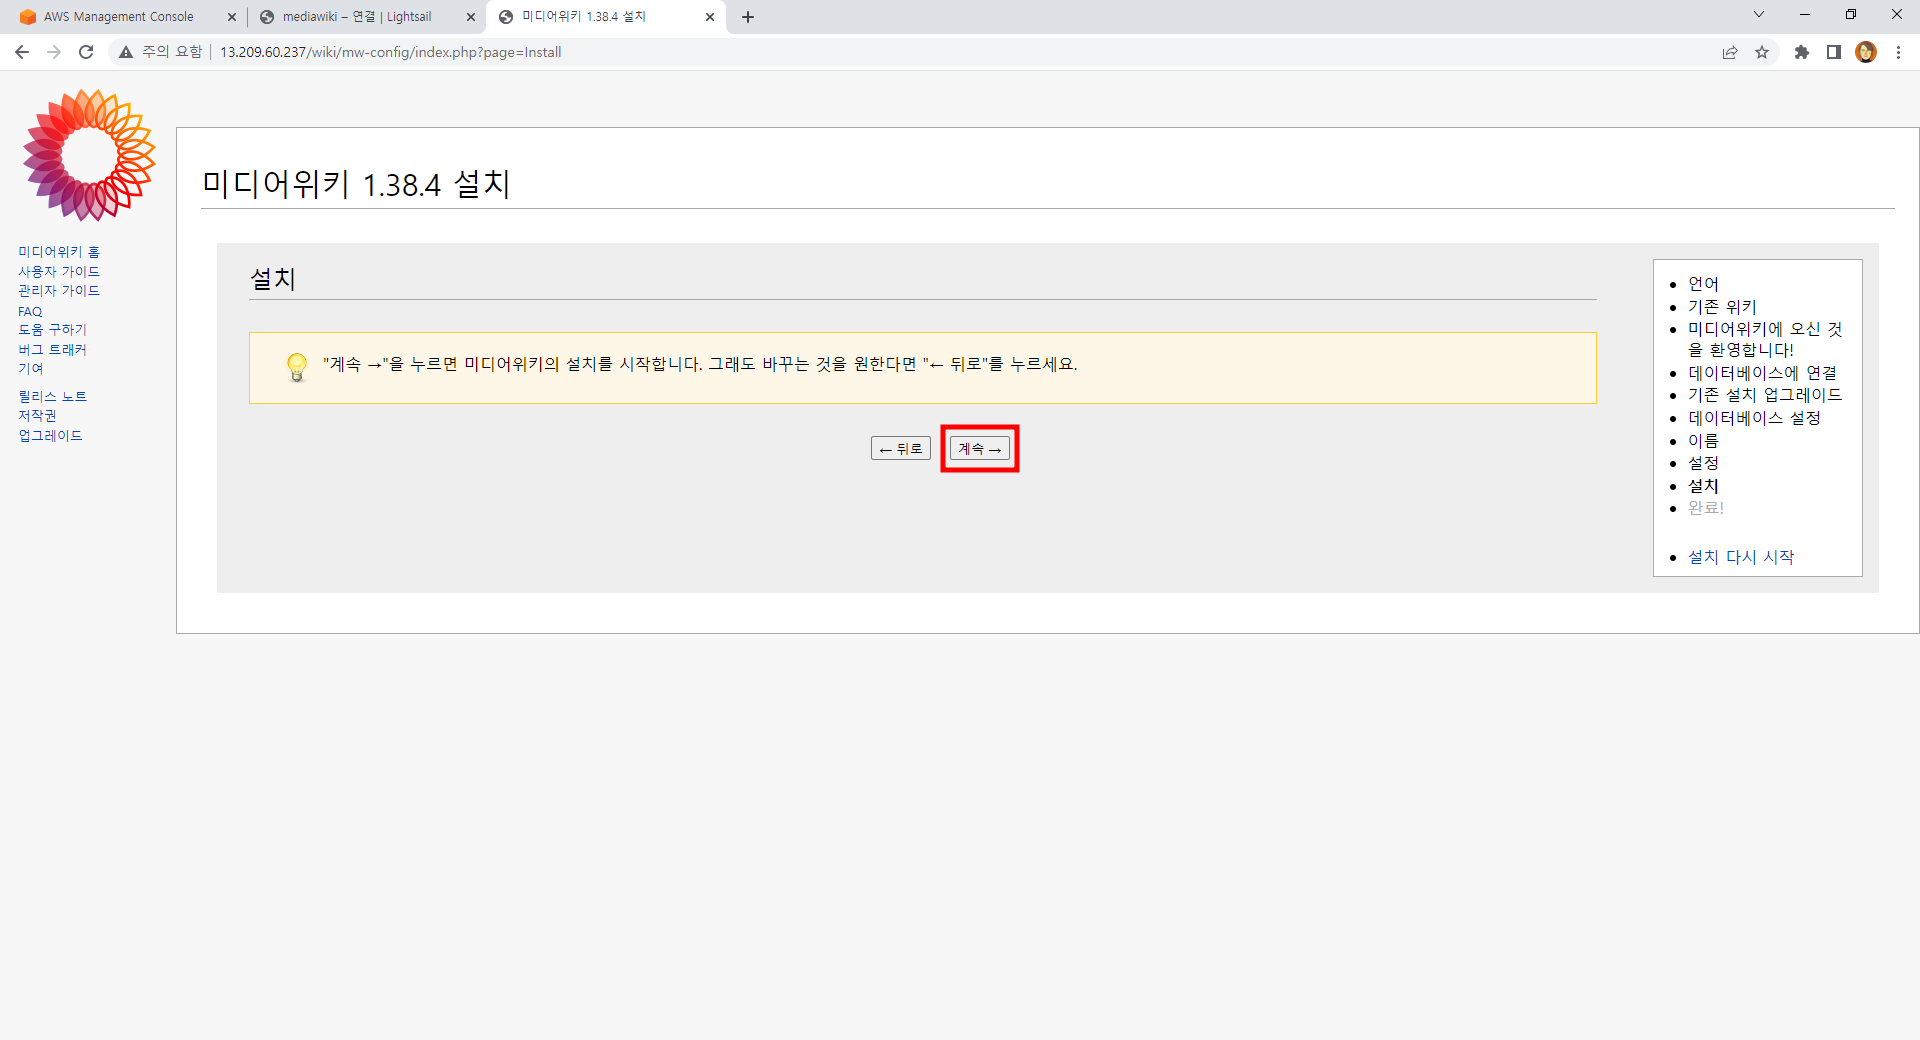 AWS Management Console
mediawiki – 연결 | Lightsail
미디어위키 1.38.4 설치
주의 요함 | 13.209.60.237/wiki/mw-config/index.php?page=Install
미디어위키 홈
사용자 가이드
관리자 가이드
FAQ
도움 구하기
버그 트래커
기여
릴리스 노트
저작권
업그레이드
미디어위키 1.38.4 설치
설치
"계속 →"을 누르면 미디어위키의 설치를 시작합니다. 그래도 바꾸는 것을 원한다면 "← 뒤로"를 누르세요.
← 뒤로
계속 →
언어
기존 위키
미디어위키에 오신 것
을 환영합니다!
데이터베이스에 연결
기존 설치 업그레이드
데이터베이스 설정
이름
설정
설치
완료!
설치 다시 시작